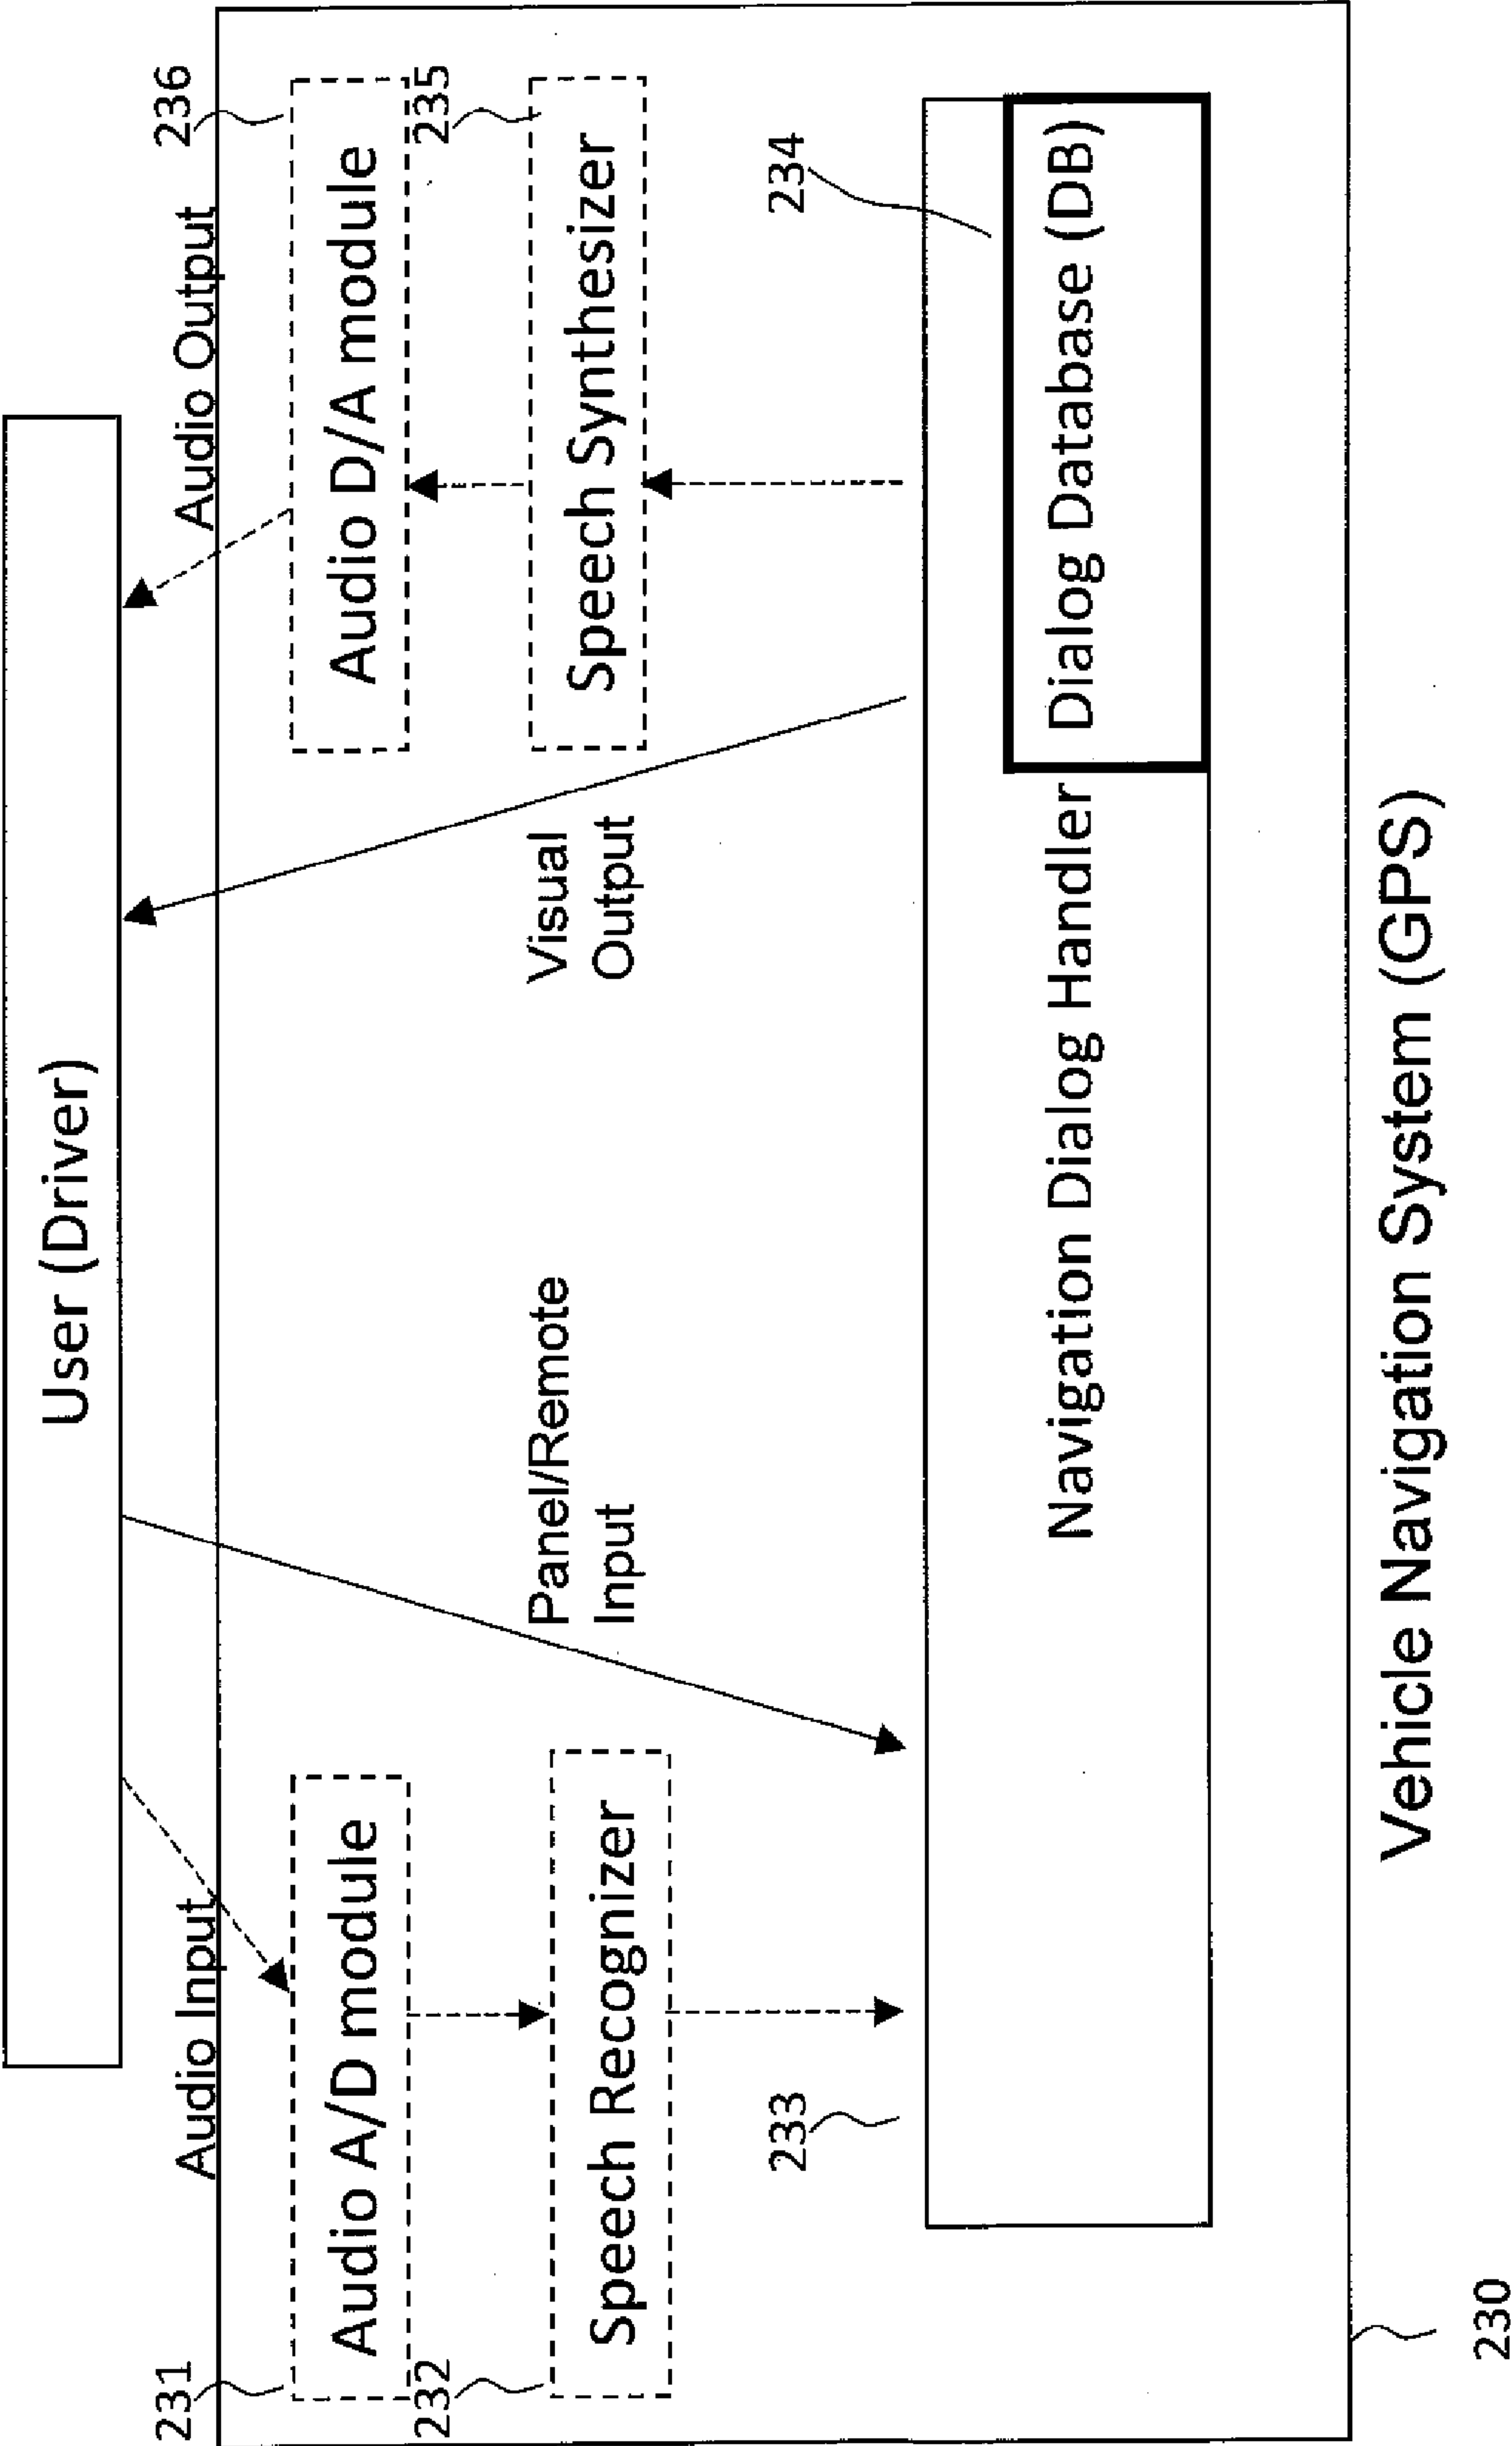 User (Driver)
Audio Input
Audio Output
231
Audio A/D module
236
Audio D/A module
232
Speech Recognizer
Panel/Remote
Input
Visual
Output
235
Speech Synthesizer
233
234
Navigation Dialog Handler
Dialog Database (DB)
Vehicle Navigation System (GPS)
230